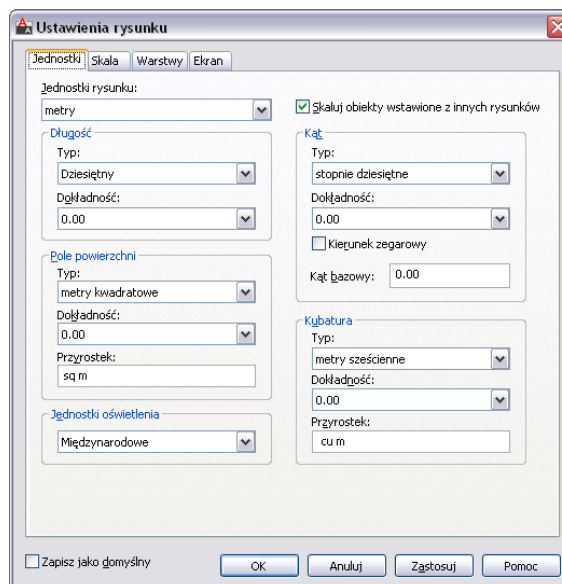 Ustawienia rysunku
Jednostki Skala Warstwy Ekran
Jednostki rysunku:
metry
Skaluj obiekty wstawione z innych rysunków
Długość
Typ:
Dziesiętny
Dokładność:
0.00
Pole powierzchni
Typ:
metry kwadratowe
Dokładność:
0.00
Przyrostek:
sq m
Jednostki oświetlenia
Międzynarodowe
Kąt
Typ:
stopnie dziesiętne
Dokładność:
0.00
Kierunek zegarowy
Kąt bazowy: 0.00
Kubatura
Typ:
metry sześcienne
Dokładność:
0.00
Przyrostek:
cu m
Zapisz jako domyślny
OK Anuluj Zastosuj Pomoc